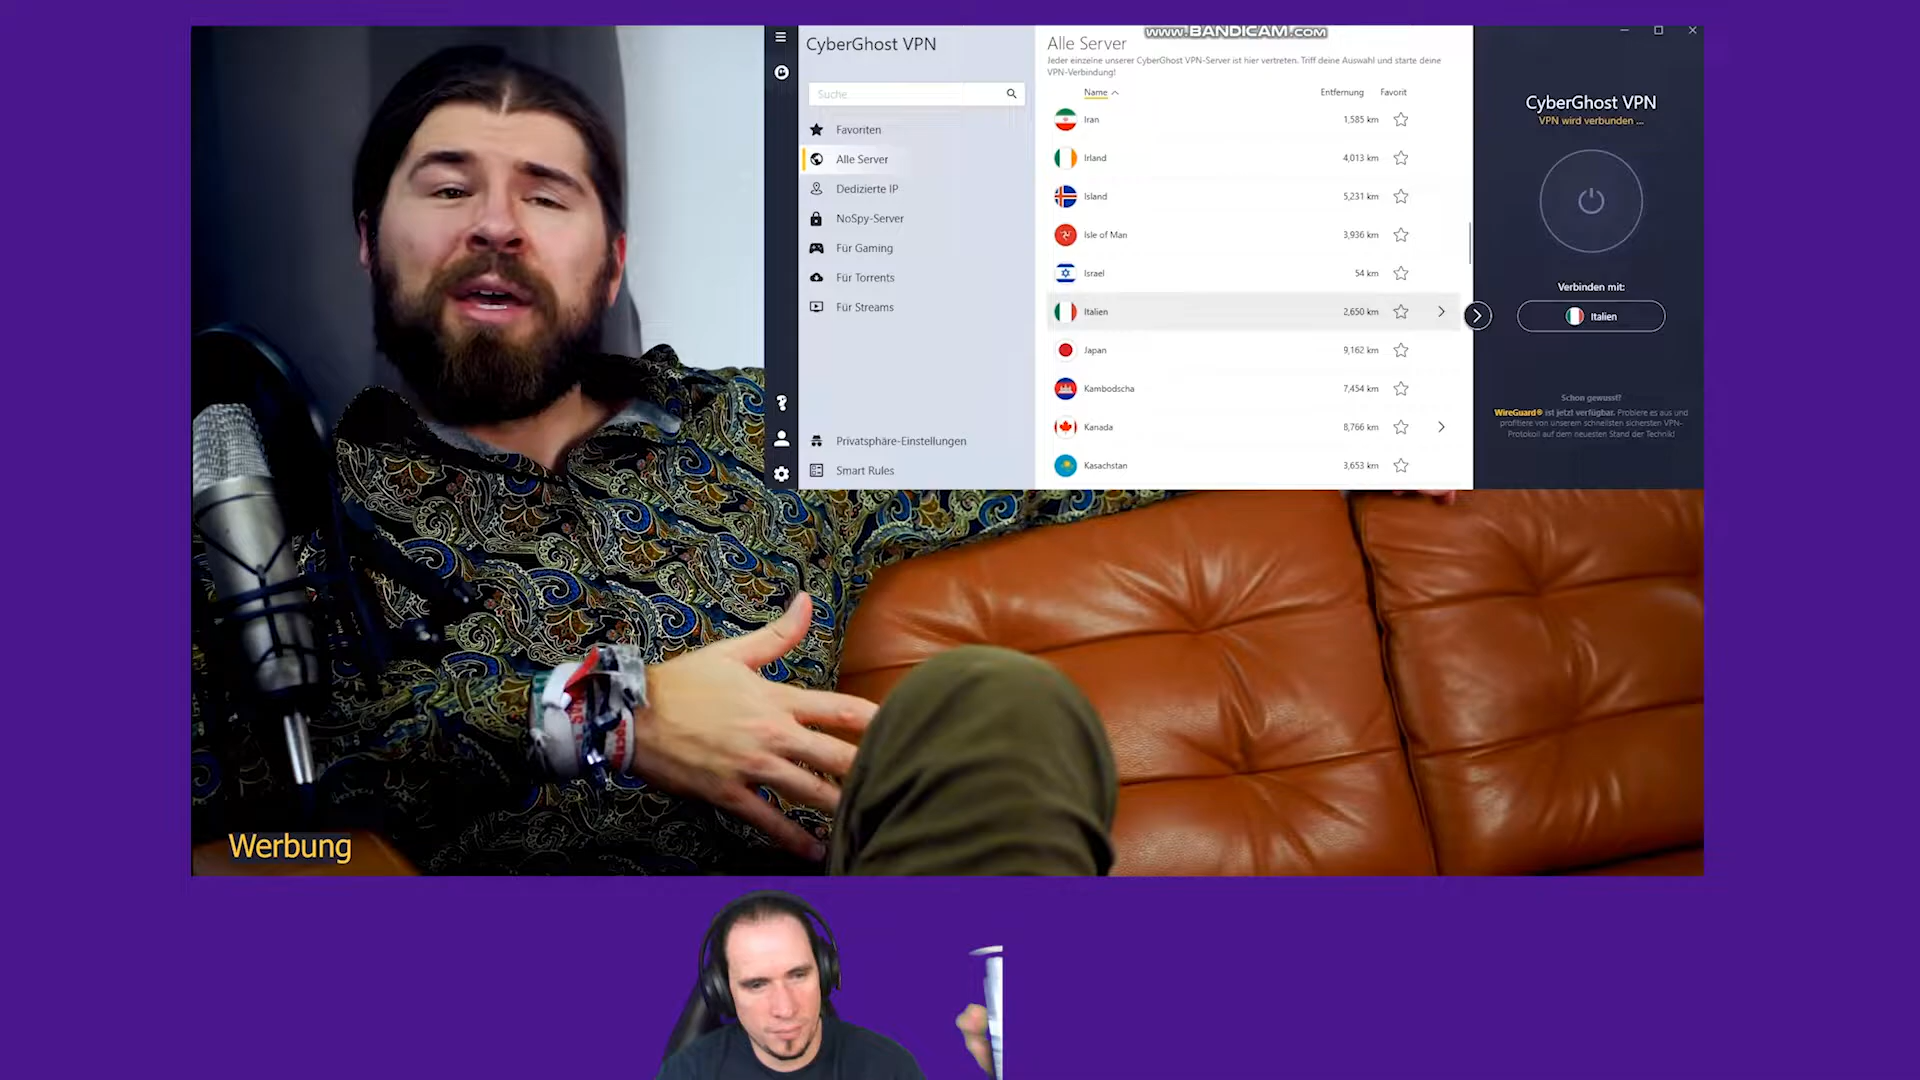 CyberGhost VPN
Suche
Favoriten
Alle Server
Dedizierte IP
NoSpy-Server
Für Gaming
Für Torrents
Für Streams
Privatsphäre-Einstellungen
Smart Rules
www.BANDICAM.com
Alle Server
Jeder einzelne unserer CyberGhost VPN-Server ist hier vertreten. Triff deine Auswahl und starte deine
VPN-Verbindung!
Name Entfernung Favorit
Iran 1,585 km
Irland 4,013 km
Island 5,231 km
Isle of Man 3,936 km
Israel 54 km
Italien 2,650 km
Japan 9,162 km
Kambodscha 7,454 km
Kanada 8,766 km
Kasachstan 3,653 km
CyberGhost VPN
VPN wird verbunden ...
Verbinden mit:
Italien
Schon gewusst?
WireGuard® ist jetzt verfügbar. Probiere es aus und
profitiere von unserem schnellsten sichersten VPN-
Protokoll auf dem neuesten Stand der Technik!
Werbung